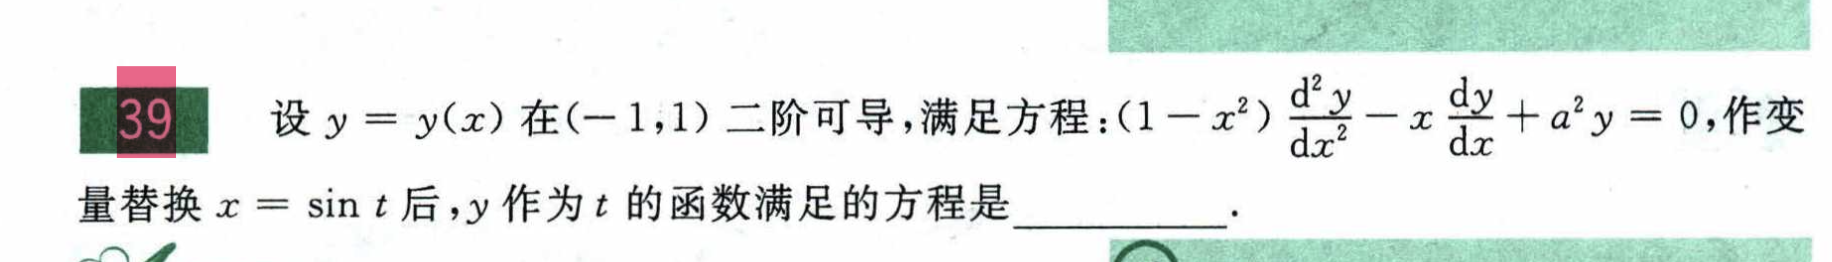 39 设 y = y(x) 在(－1,1) 二阶可导,满足方程:(1 － x²) d²y/dx² － x dy/dx + a²y = 0,作变
量替换 x = sin t 后,y 作为 t 的函数满足的方程是________.